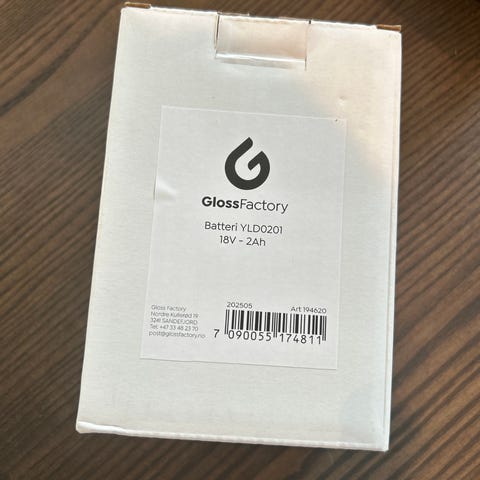 GlossFactory
Batteri YLD0201
18V - 2Ah
202505
Art 194620
Gloss Factory
Nordre Kullerød 19
3241 SANDEFJORD
Tel: +47 33 48 23 70
post@glossfactory.no
7 090055 174811